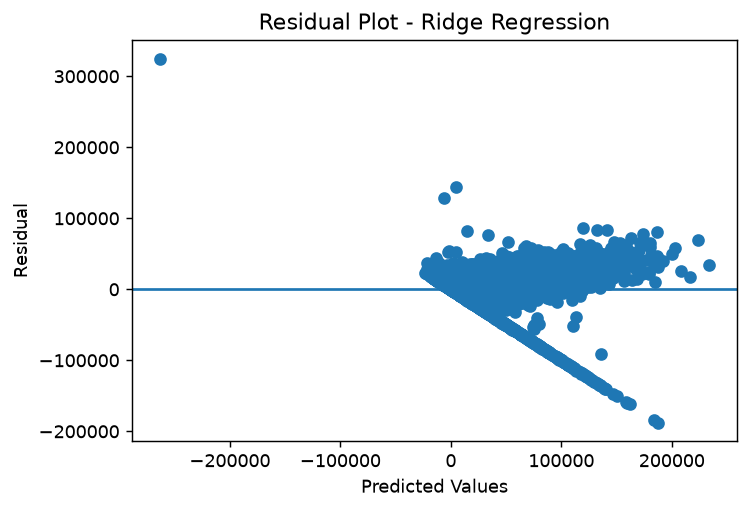 Residual Plot - Ridge Regression
300000
200000
100000
0
−100000
−200000
Residual
−200000 −100000 0 100000 200000
Predicted Values